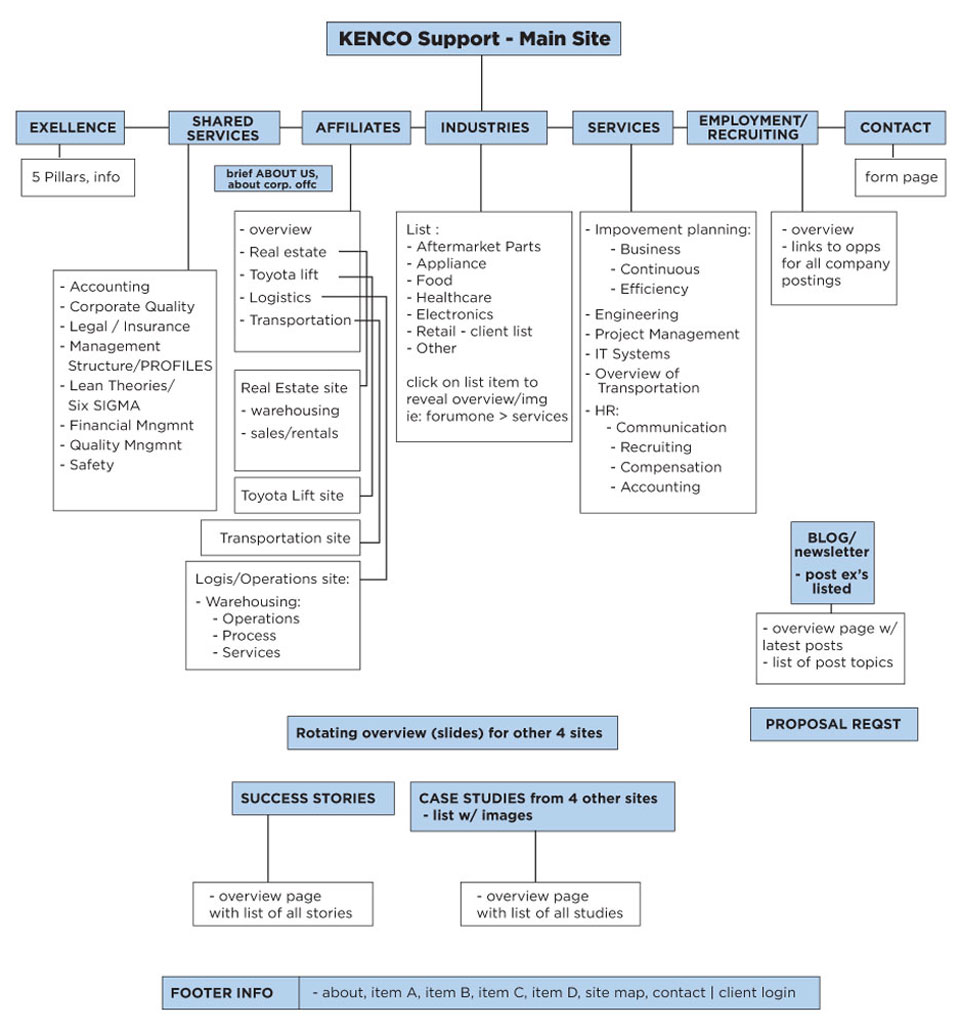 KENCO Support - Main Site
EXELLENCE
SHARED
SERVICES
AFFILIATES
INDUSTRIES
SERVICES
EMPLOYMENT/
RECRUITING
CONTACT
5 Pillars, info
brief ABOUT US,
about corp. offc
form page
- Accounting
- Corporate Quality
- Legal / Insurance
- Management
Structure/PROFILES
- Lean Theories/
Six SIGMA
- Financial Mngmnt
- Quality Mngmnt
- Safety
- overview
- Real estate
- Toyota lift
- Logistics
- Transportation
Real Estate site
- warehousing
- sales/rentals
Toyota Lift site
Transportation site
Logis/Operations site:
- Warehousing:
- Operations
- Process
- Services
List :
- Aftermarket Parts
- Appliance
- Food
- Healthcare
- Electronics
- Retail - client list
- Other
click on list item to
reveal overview/img
ie: forumone > services
- Impovement planning:
- Business
- Continuous
- Efficiency
- Engineering
- Project Management
- IT Systems
- Overview of
Transportation
- HR:
- Communication
- Recruiting
- Compensation
- Accounting
- overview
- links to opps
for all company
postings
BLOG/
newsletter
- post ex's
listed
- overview page w/
latest posts
- list of post topics
PROPOSAL REQST
Rotating overview (slides) for other 4 sites
SUCCESS STORIES
- overview page
with list of all stories
CASE STUDIES from 4 other sites
- list w/ images
- overview page
with list of all studies
FOOTER INFO
- about, item A, item B, item C, item D, site map, contact | client login